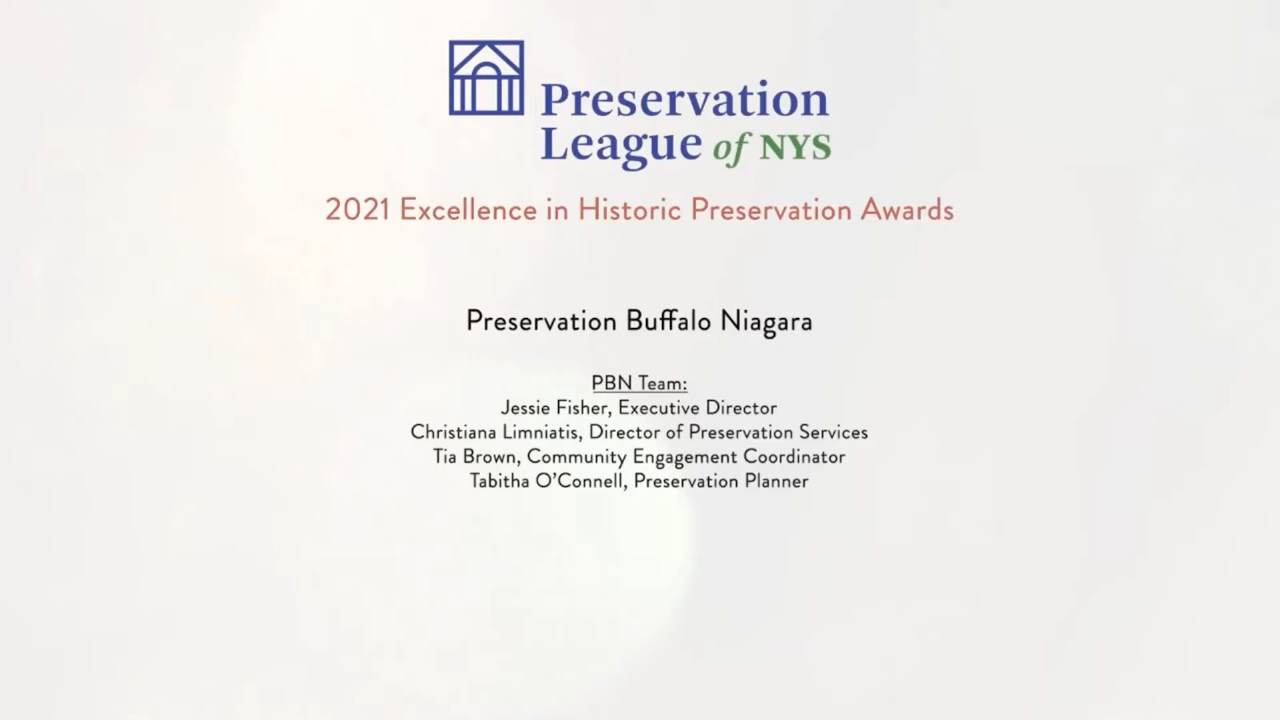 Preservation
League of NYS
2021 Excellence in Historic Preservation Awards
Preservation Buffalo Niagara
PBN Team:
Jessie Fisher, Executive Director
Christiana Limniatis, Director of Preservation Services
Tia Brown, Community Engagement Coordinator
Tabitha O’Connell, Preservation Planner